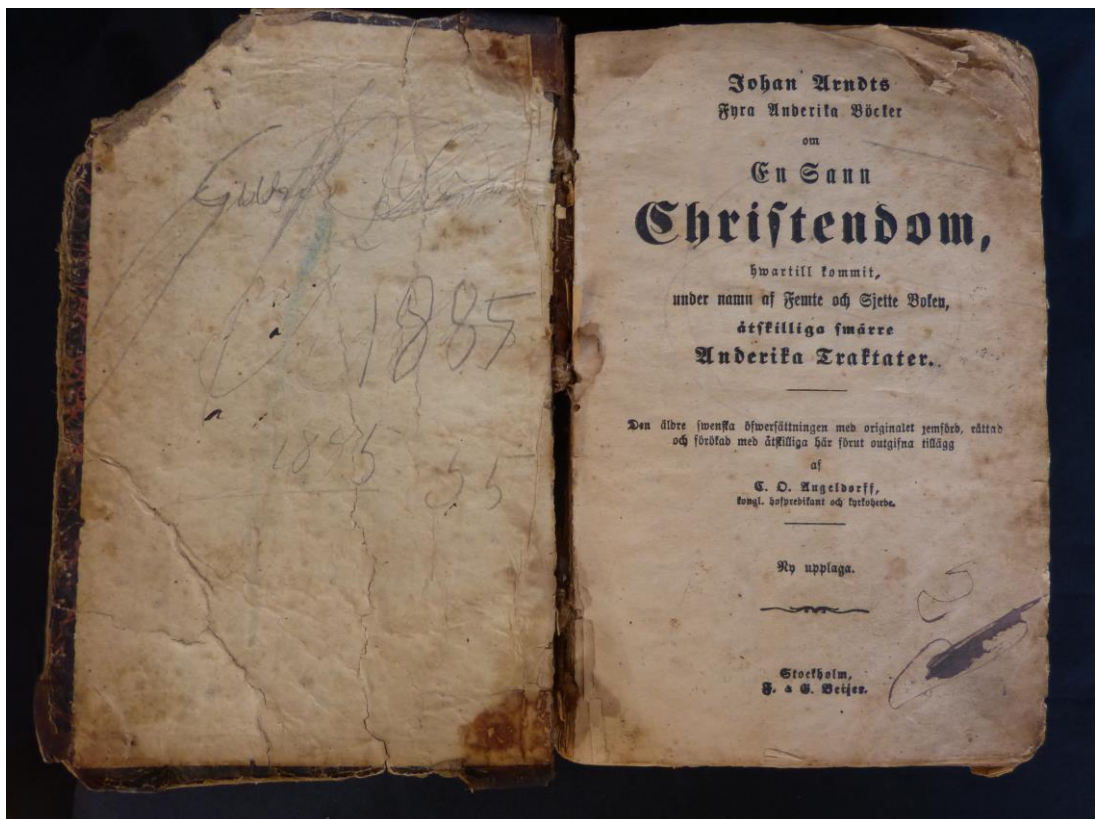 1885
1895 55
Johan Arndts
Fyra Anderika Böcker
om
En Sann
Christendom,
hwartill kommit,
under namn af Femte och Sjette Boken,
åtskilliga smärre
Anderika Traktater.
Den äldre swenska öfwersättningen med originalet jemförd, rättad
och förökad med åtskilliga här förut outgifna tillägg
af
C. O. Angeldorff,
kongl. hofpredikant och kyrkoherde.
Ny upplaga.
Stockholm,
F. & G. Beijer.